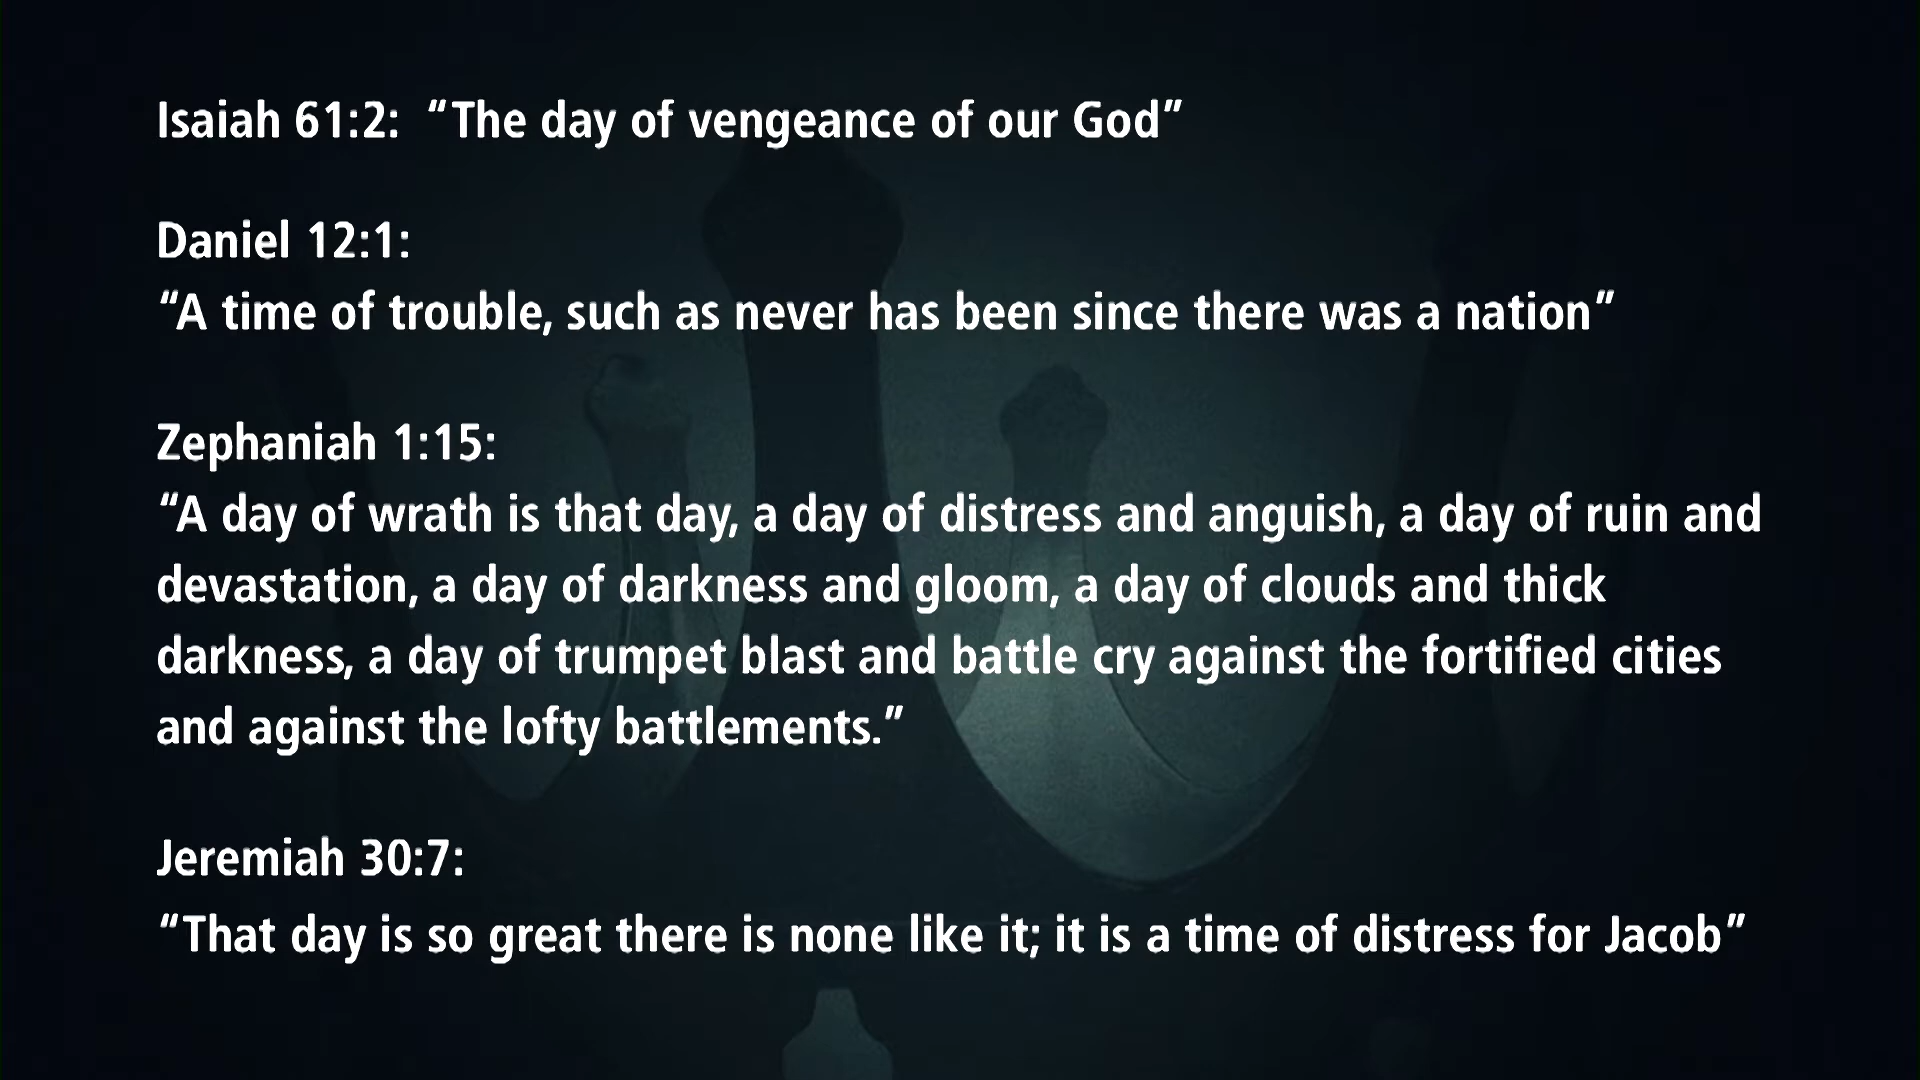 Isaiah 61:2:  “The day of vengeance of our God”
Daniel 12:1:
“A time of trouble, such as never has been since there was a nation”
Zephaniah 1:15:
“A day of wrath is that day, a day of distress and anguish, a day of ruin and
devastation, a day of darkness and gloom, a day of clouds and thick
darkness, a day of trumpet blast and battle cry against the fortified cities
and against the lofty battlements.”
Jeremiah 30:7:
“That day is so great there is none like it; it is a time of distress for Jacob”